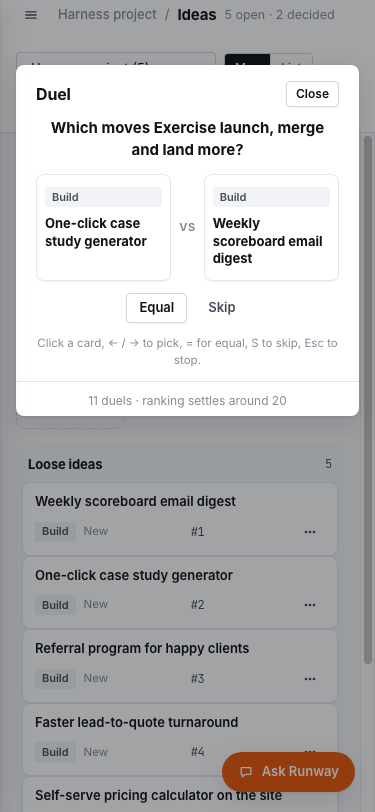 Harness project / Ideas 5 open · 2 decided
Duel
Close
Which moves Exercise launch, merge
and land more?
Build
One-click case
study generator
VS
Build
Weekly
scoreboard email
digest
Equal
Skip
Click a card, ← / → to pick, = for equal, S to skip, Esc to
stop.
11 duels · ranking settles around 20
Loose ideas 5
Weekly scoreboard email digest
Build New #1 •••
One-click case study generator
Build New #2 •••
Referral program for happy clients
Build New #3 •••
Faster lead-to-quote turnaround
Build New #4
Ask Runway
Self-serve pricing calculator on the site